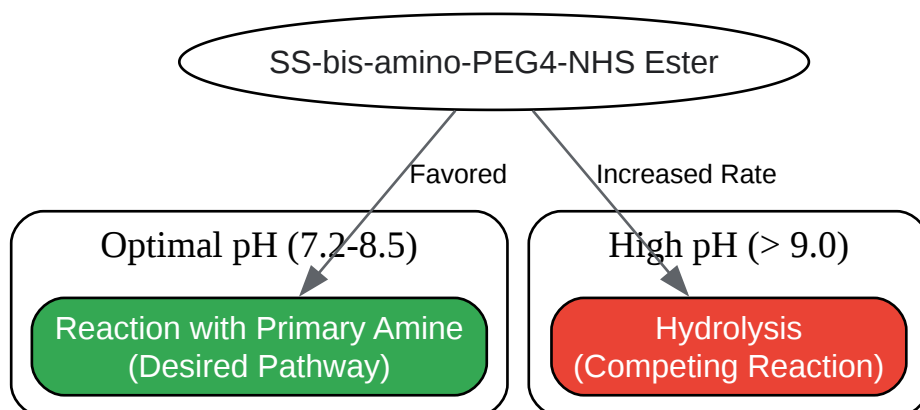 SS-bis-amino-PEG4-NHS Ester
Favored
Increased Rate
Optimal pH (7.2-8.5)
High pH (> 9.0)
Reaction with Primary Amine
(Desired Pathway)
Hydrolysis
(Competing Reaction)